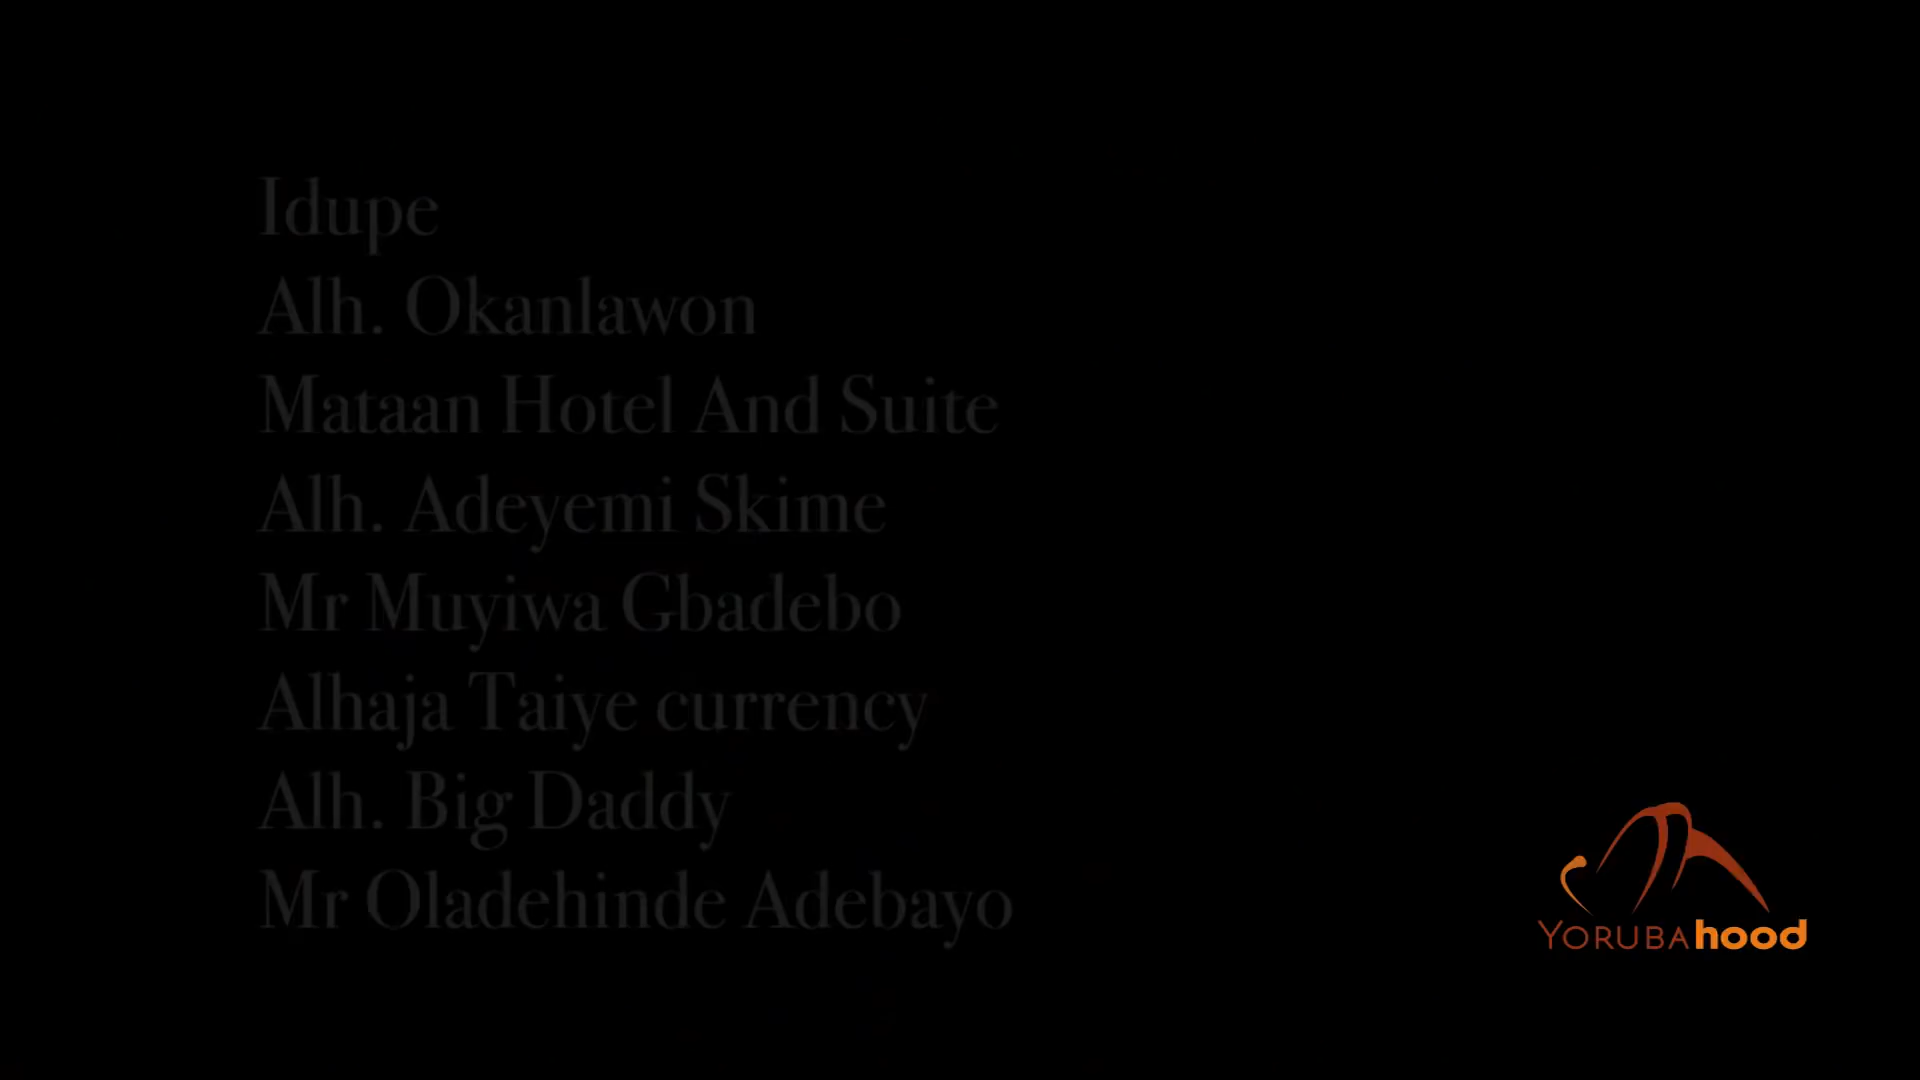 Idupe
Alh. Okanlawon
Mataan Hotel And Suite
Alh. Adeyemi Skime
Mr Muyiwa Gbadebo
Alhaja Taiye currency
Alh. Big Daddy
Mr Oladehinde Adebayo
YORUBAhood